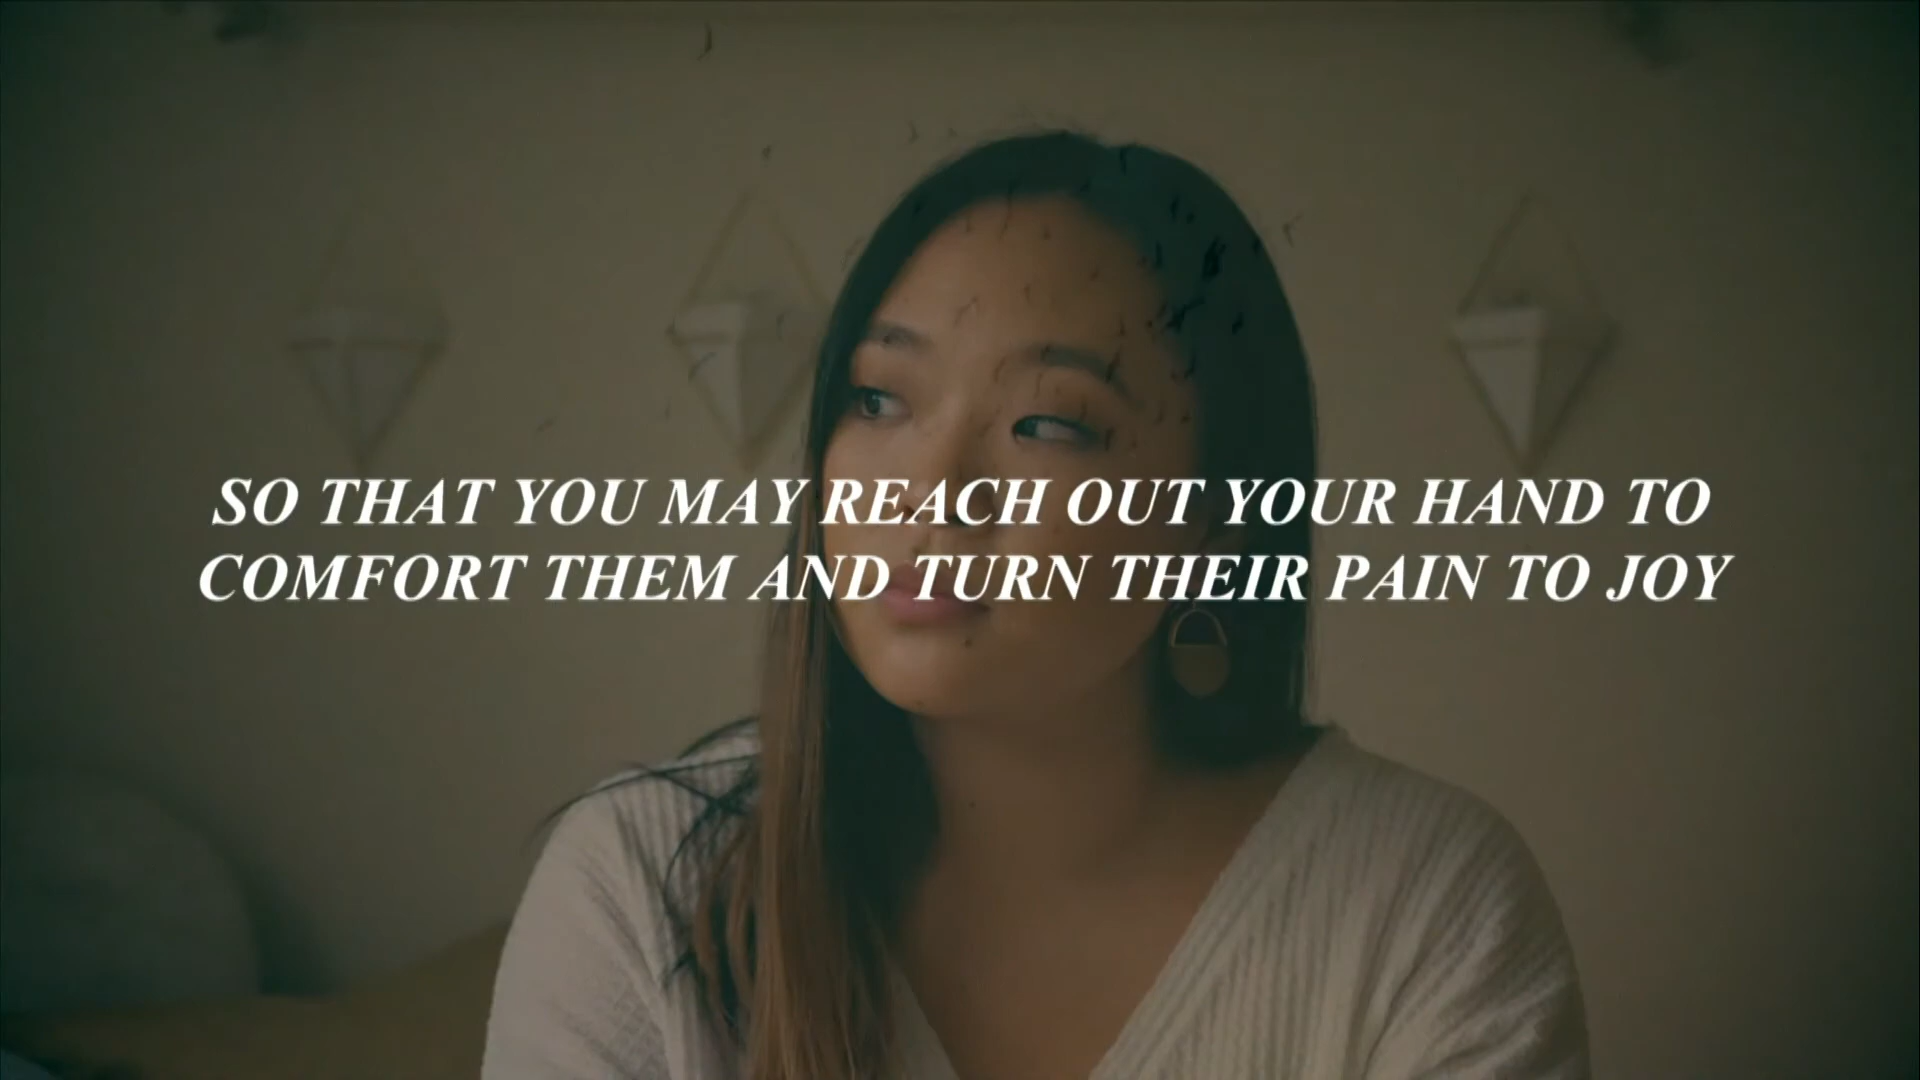 SO THAT YOU MAY REACH OUT YOUR HAND TO
COMFORT THEM AND TURN THEIR PAIN TO JOY